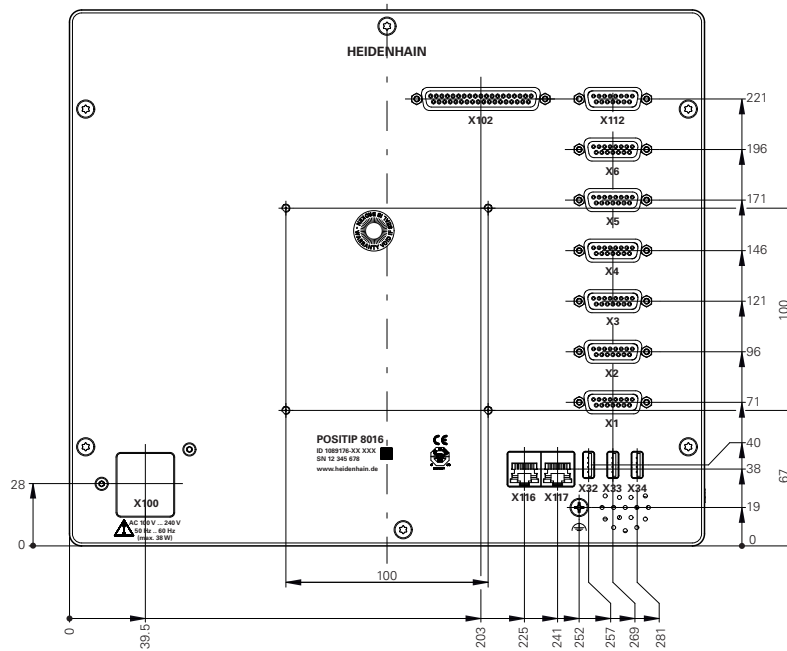 HEIDENHAIN
X102
X112
221
X6
196
X5
171
X4
146
X3
121
100
X2
96
X1
71
POSITIP 8016
ID 1089176-XX XXX
SN 12 345 678
www.heidenhain.de
CE
40
38
67
X116
X117
X32
X33
X34
28
X100
19
AC 100 V ... 240 V
50 Hz .. 60 Hz
(max. 38 W)
0
0
100
0
39.5
203
225
241
252
257
269
281